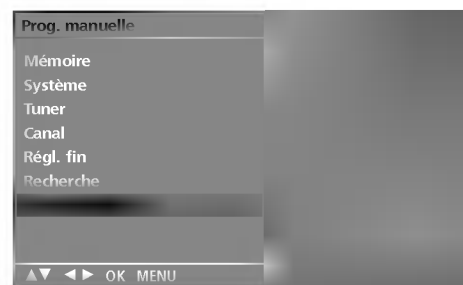 Prog. manuelle
Mémoire
Système
Tuner
Canal
Régl. fin
Recherche
▲▼ ◄► OK MENU